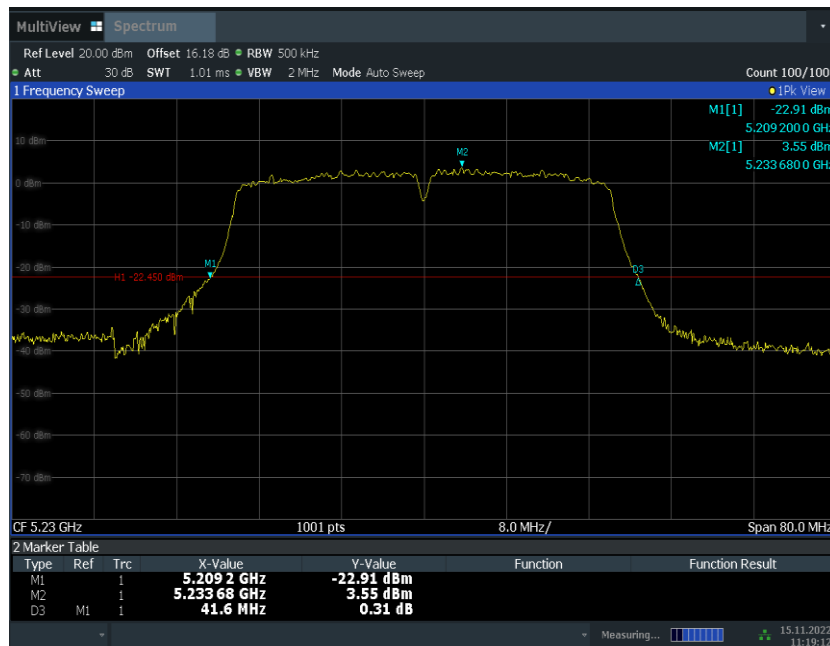 MultiView Spectrum
Ref Level 20.00 dBm Offset 16.18 dB RBW 500 kHz
Att 30 dB SWT 1.01 ms VBW 2 MHz Mode Auto Sweep Count 100/100
1 Frequency Sweep 1Pk View
M1[1] -22.91 dBm
5.209 200 0 GHz
M2[1] 3.55 dBm
5.233 680 0 GHz
10 dBm
M2
0 dBm
-10 dBm
-20 dBm
M1
D3
H1 -22.450 dBm
-30 dBm
-40 dBm
-50 dBm
-60 dBm
-70 dBm
CF 5.23 GHz 1001 pts 8.0 MHz/ Span 80.0 MHz
2 Marker Table
Type Ref Trc X-Value Y-Value Function Function Result
M1 1 5.209 2 GHz -22.91 dBm
M2 1 5.233 68 GHz 3.55 dBm
D3 M1 1 41.6 MHz 0.31 dB
Measuring... 15.11.2022
11:19:12